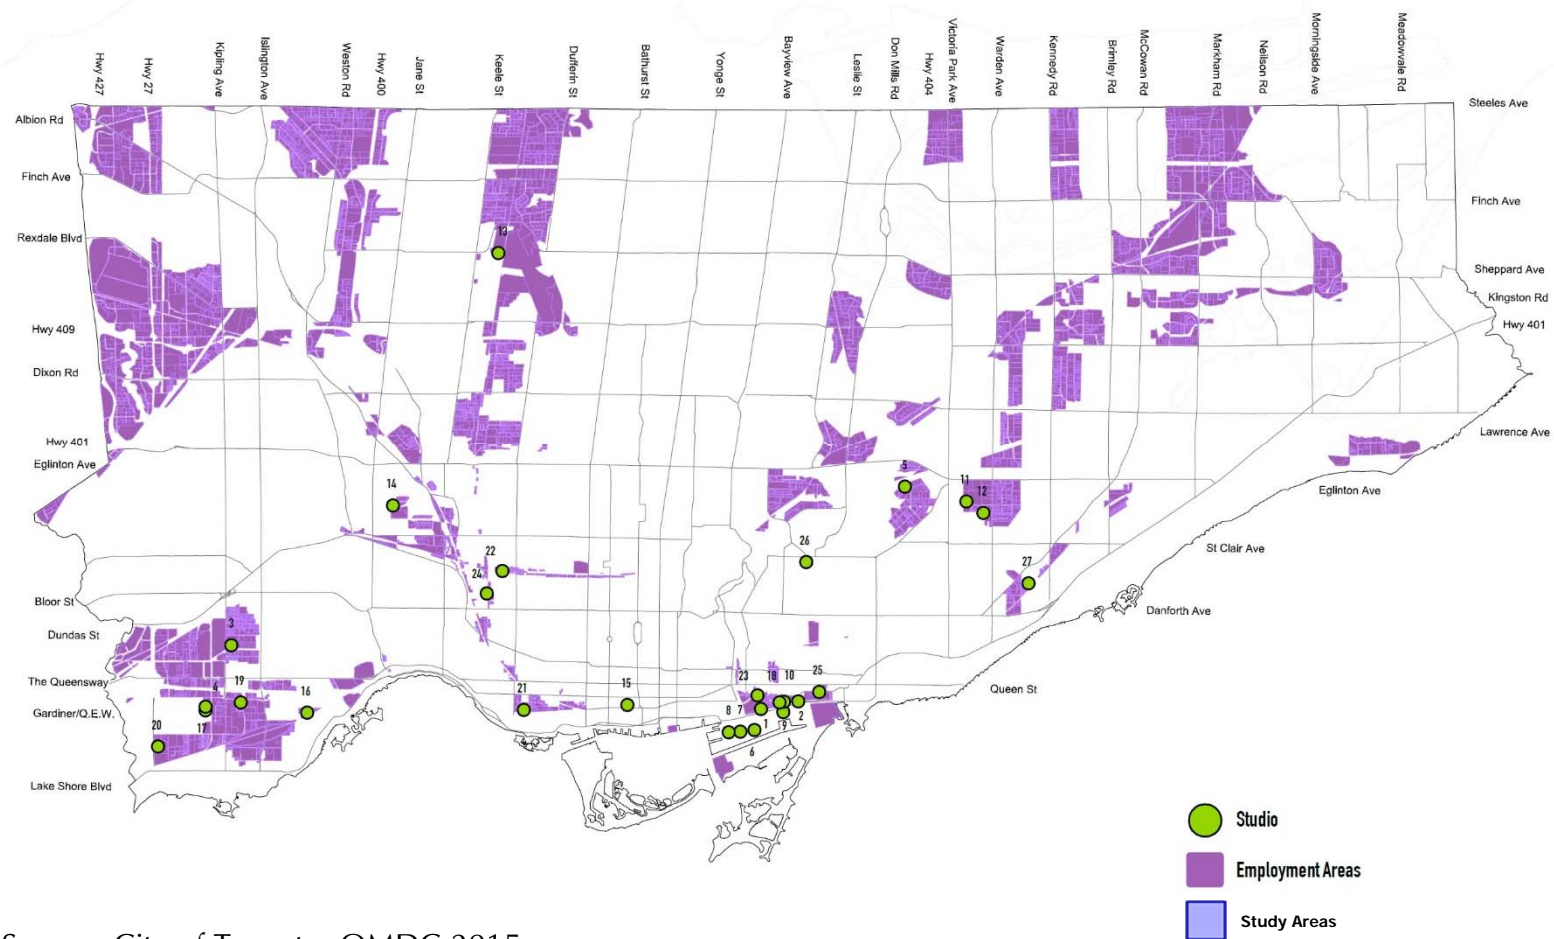 Hwy 427
Hwy 27
Kipling Ave
Islington Ave
Weston Rd
Hwy 400
Jane St
Keele St
Dufferin St
Bathurst St
Yonge St
Bayview Ave
Leslie St
Don Mills Rd
Hwy 404
Victoria Park Ave
Warden Ave
Kennedy Rd
Brimley Rd
McCowan Rd
Markham Rd
Neilson Rd
Morningside Ave
Meadowvale Rd
Steeles Ave
Albion Rd
Finch Ave
Finch Ave
Rexdale Blvd
13
Sheppard Ave
Kingston Rd
Hwy 409
Hwy 401
Dixon Rd
Hwy 401
Lawrence Ave
Eglinton Ave
5
14
11
12
Eglinton Ave
26
St Clair Ave
22
27
24
Bloor St
Danforth Ave
Dundas St
3
The Queensway
4
19
16
21
15
23
18
10
25
Queen St
Gardiner/Q.E.W.
17
20
8
7
1
9
2
6
Lake Shore Blvd
Studio
Employment Areas
Study Areas